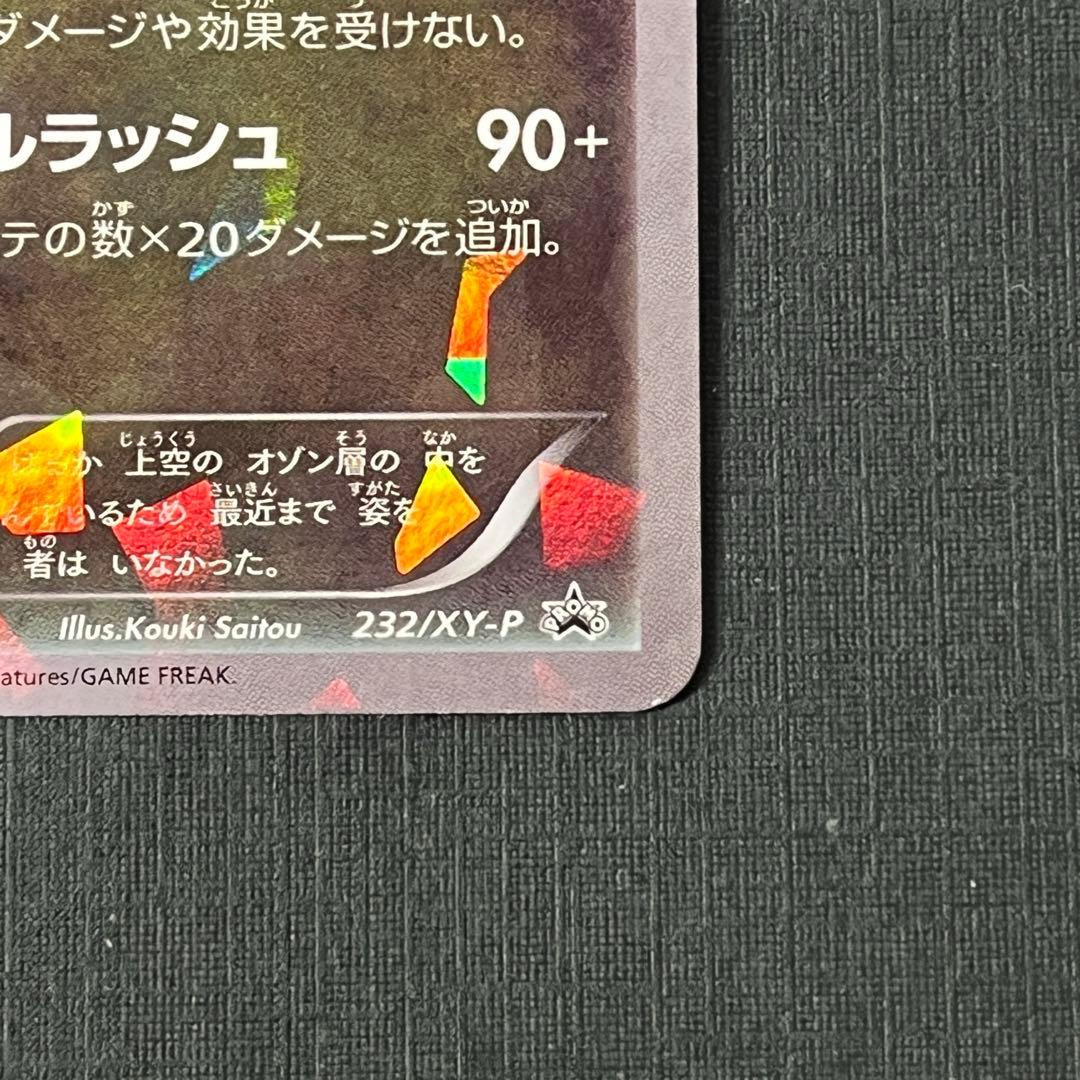 ダメージや効果を受けない。
ルラッシュ 90+
テの数×20ダメージを追加。
か 上空の オゾン層の 中を
いるため 最近まで 姿を
者は いなかった。
Illus.Kouki Saitou 232/XY-P PROMO
atures/GAME FREAK.